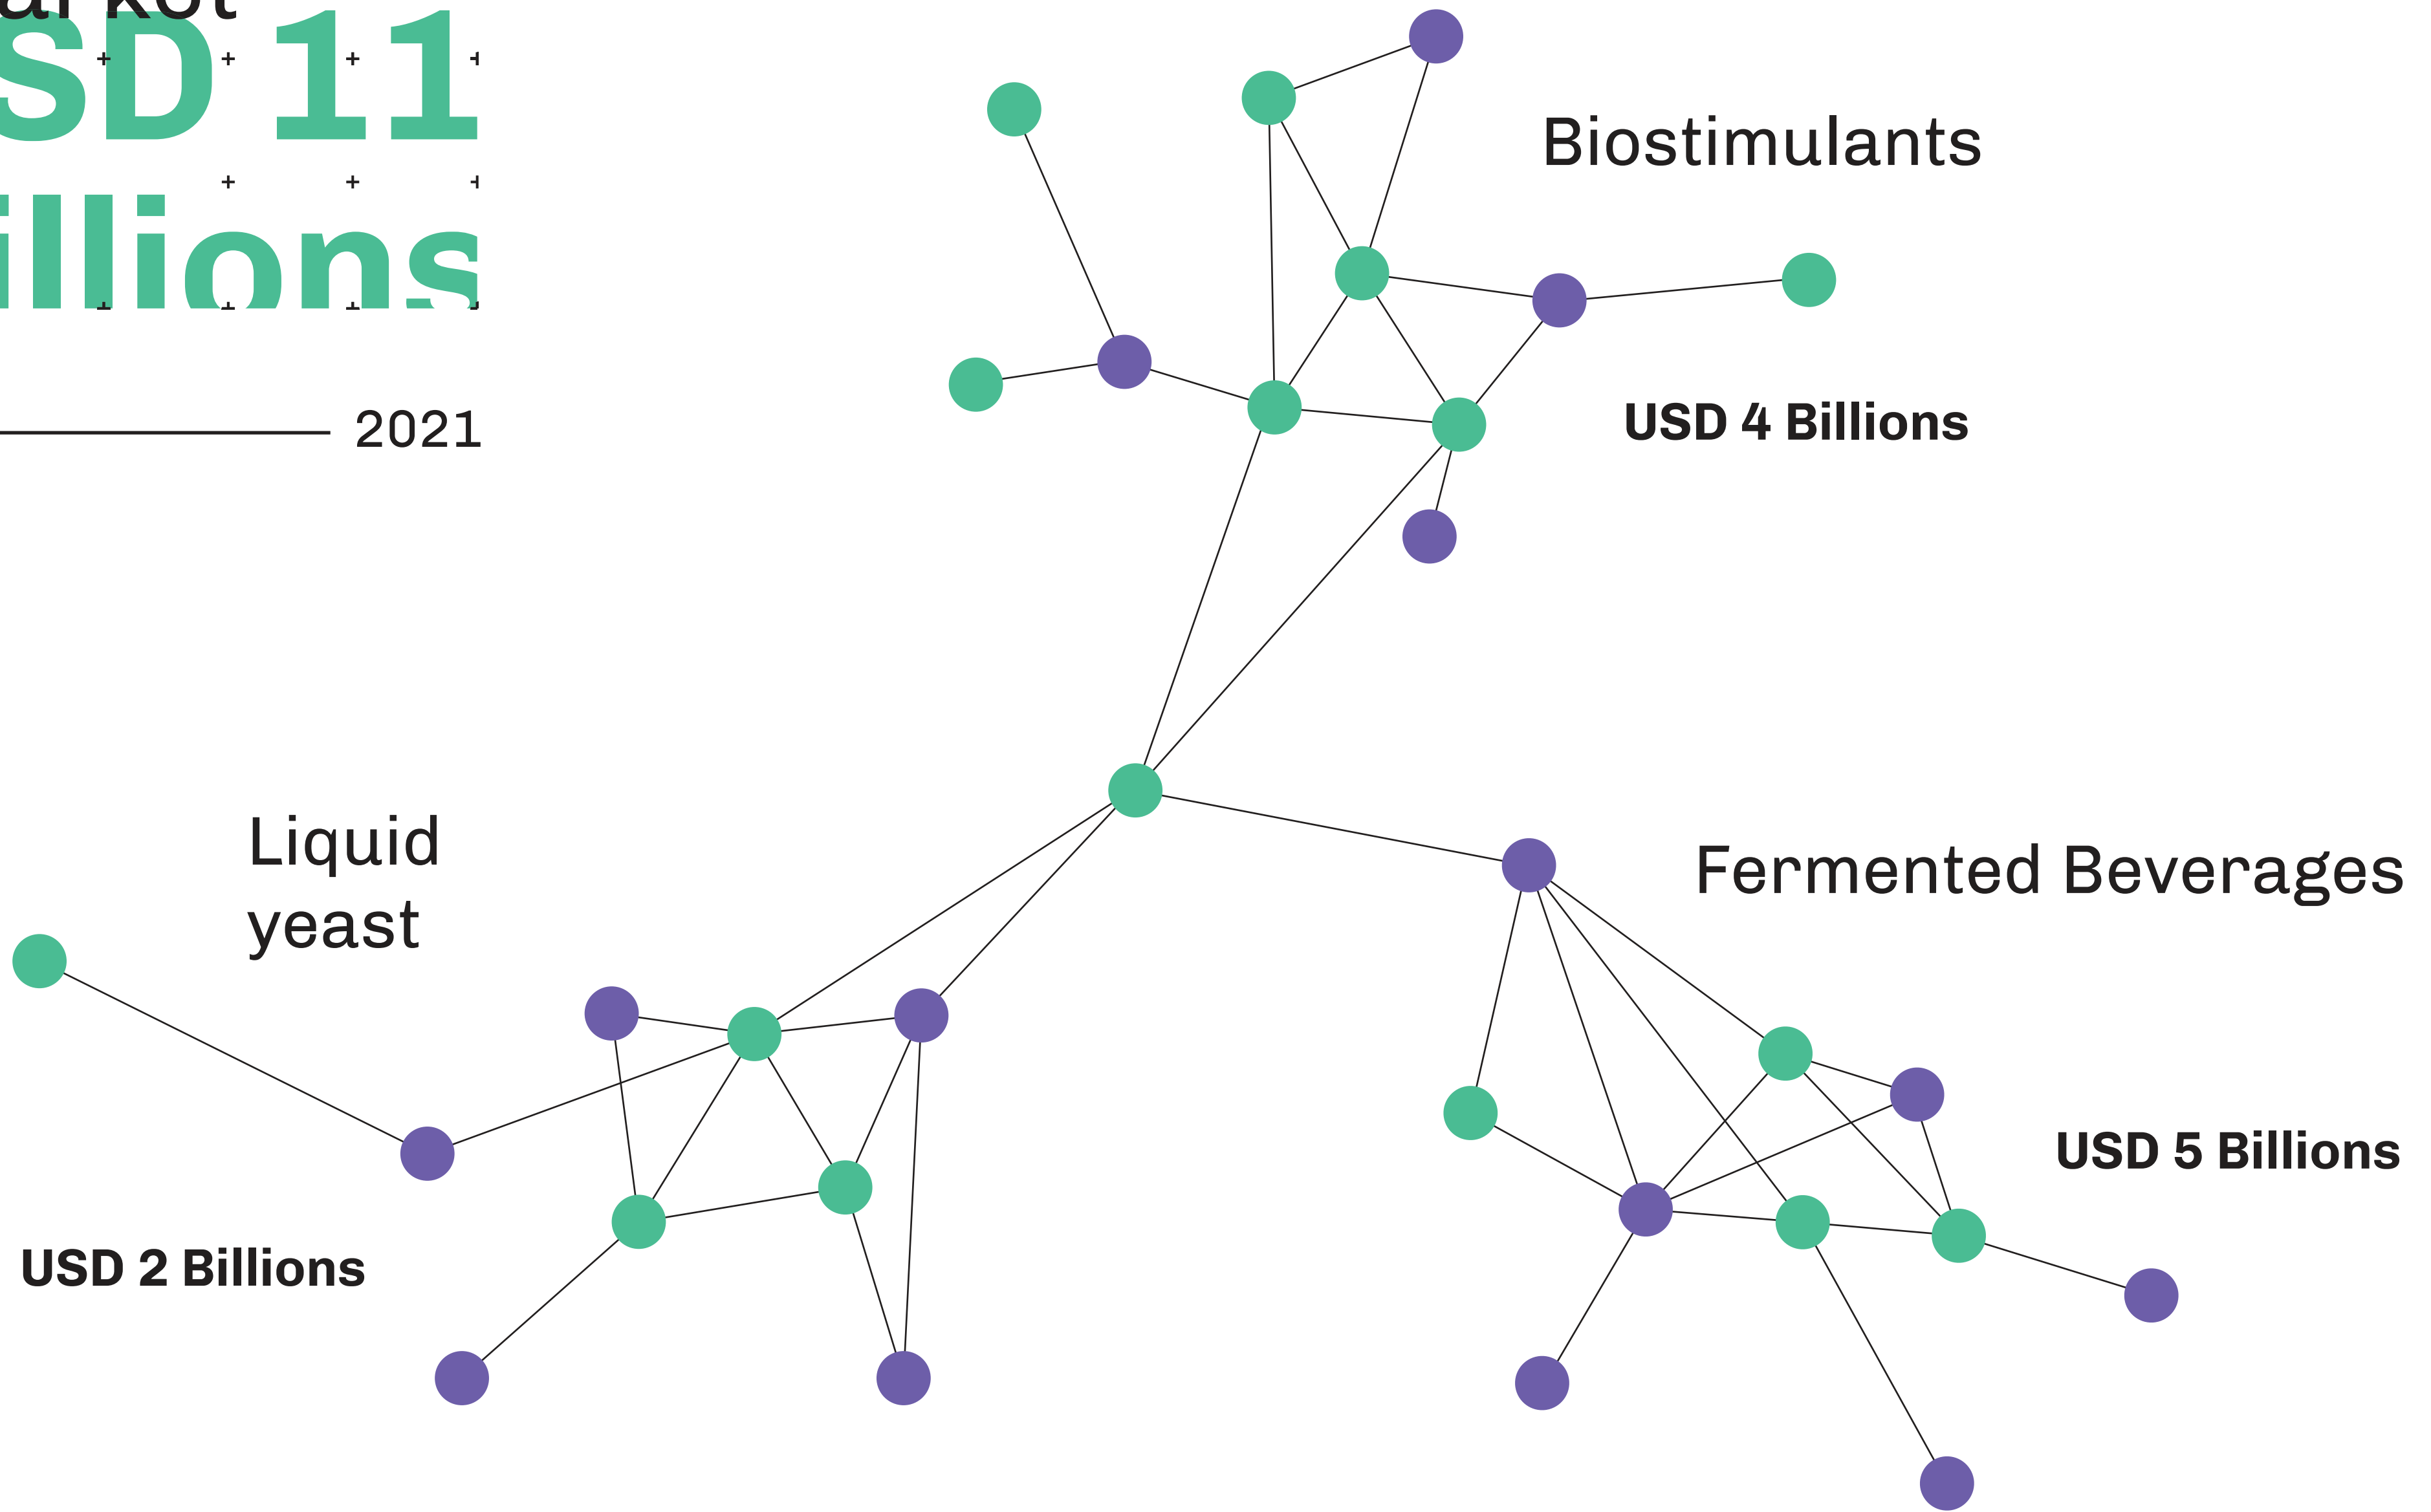 SD 11
illions
2021
Biostimulants
USD 4 Billions
Liquid
yeast
USD 2 Billions
Fermented Beverages
USD 5 Billions